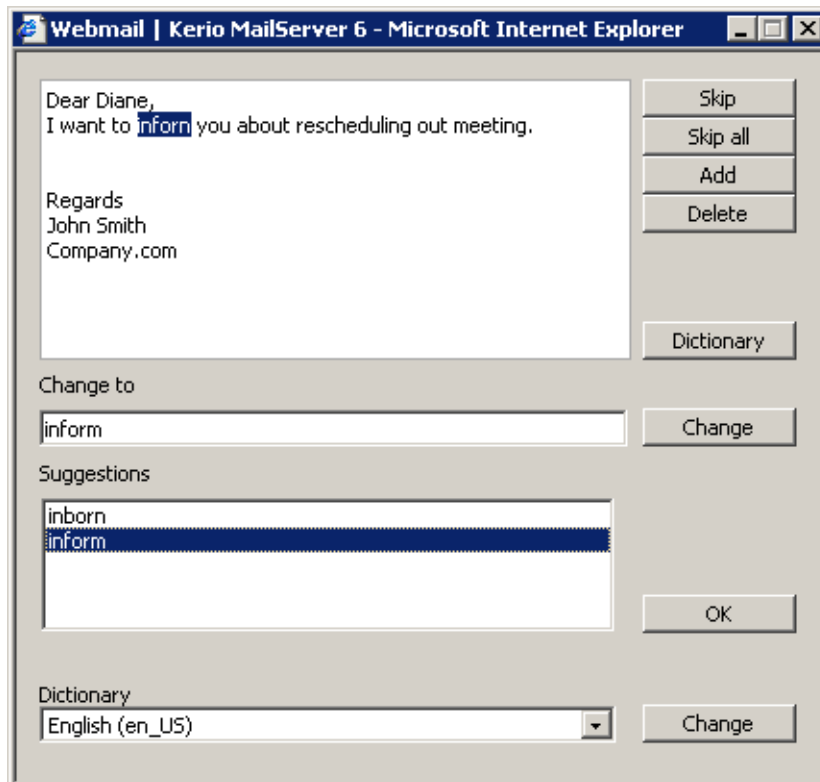 Webmail | Kerio MailServer 6 - Microsoft Internet Explorer
Dear Diane,
I want to inforn you about rescheduling out meeting.
Regards
John Smith
Company.com
Skip
Skip all
Add
Delete
Dictionary
Change to
inform
Change
Suggestions
inborn
inform
OK
Dictionary
English (en_US)
Change